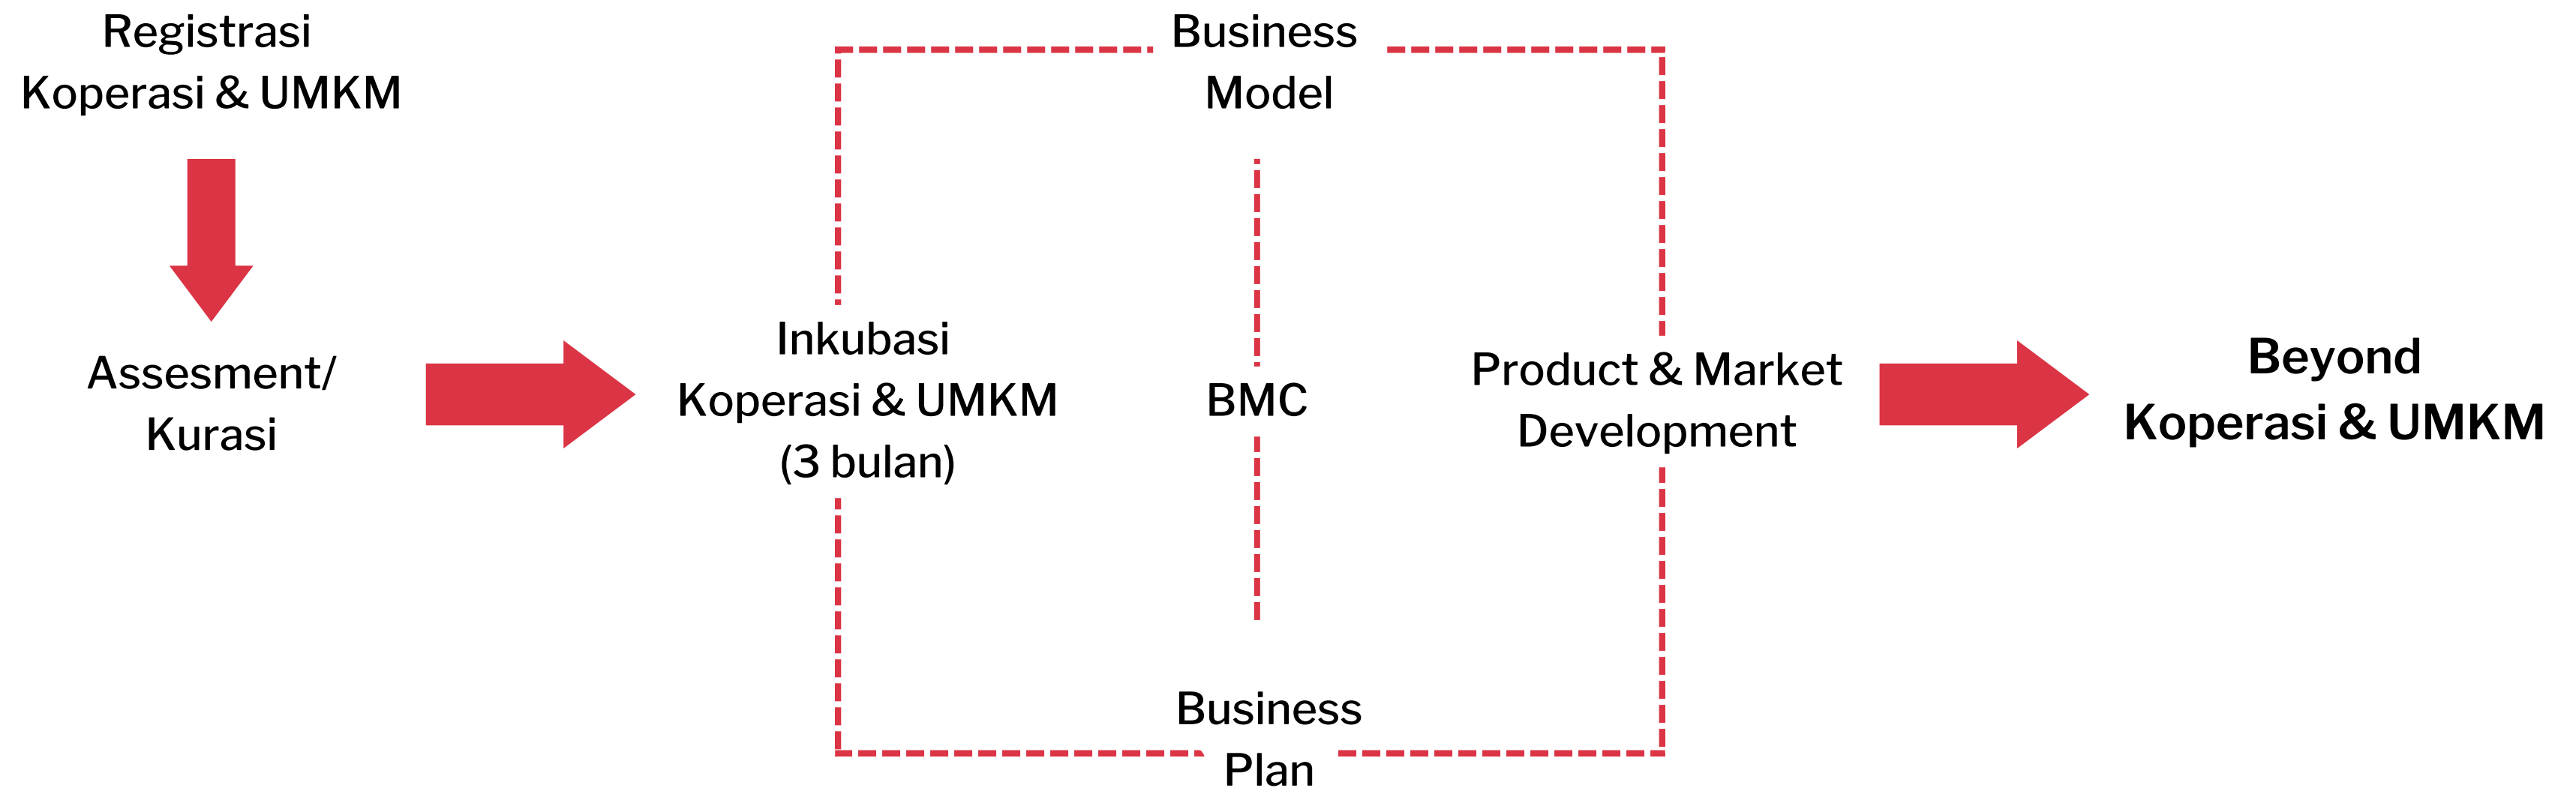 Registrasi
Koperasi & UMKM
Assesment/
Kurasi
Inkubasi
Koperasi & UMKM
(3 bulan)
Business
Model
BMC
Business
Plan
Product & Market
Development
Beyond
Koperasi & UMKM